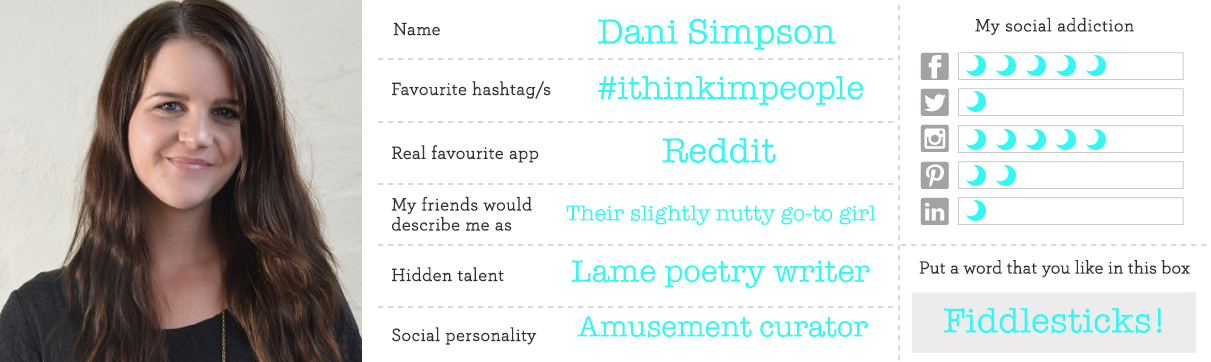 Name
Dani Simpson
Favourite hashtag/s
#ithinkimpeople
Real favourite app
Reddit
My friends would
describe me as
Their slightly nutty go-to girl
Hidden talent
Lame poetry writer
Social personality
Amusement curator
My social addiction
Put a word that you like in this box
Fiddlesticks!